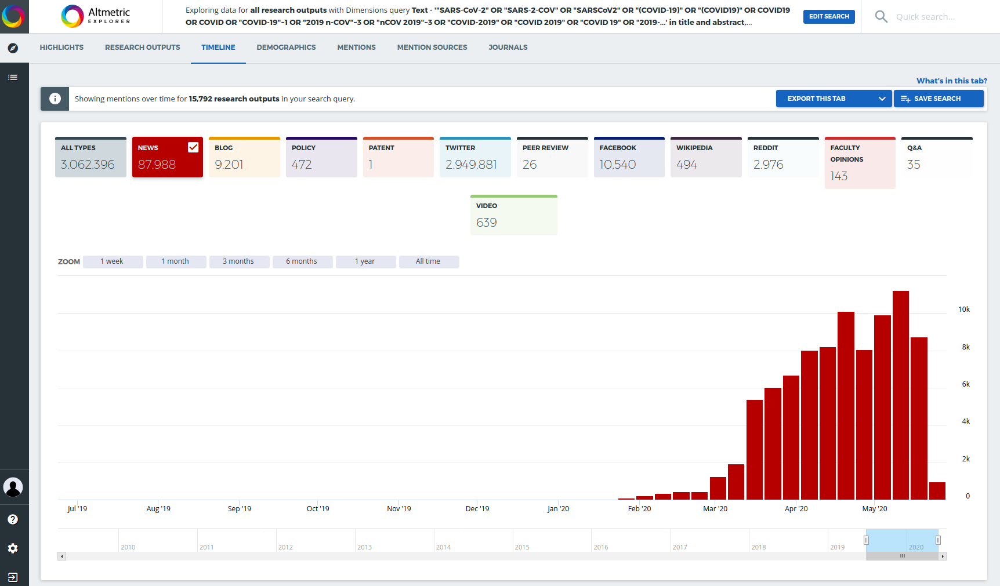 Altmetric
EXPLORER
Exploring data for all research outputs with Dimensions query Text - '"SARS-CoV-2" OR "SARS-2-COV" OR "SARSCoV2" OR "(COVID-19)" OR "(COVID19)" OR COVID19
OR COVID OR "COVID-19"~1 OR "2019 n-COV"~3 OR "nCOV 2019"~3 OR "COVID-2019" OR "COVID 2019" OR "COVID 19" OR "2019-...' in title and abstract,...
EDIT SEARCH
Quick search...
HIGHLIGHTS RESEARCH OUTPUTS TIMELINE DEMOGRAPHICS MENTIONS MENTION SOURCES JOURNALS
What's in this tab?
Showing mentions over time for 15,792 research outputs in your search query.
EXPORT THIS TAB SAVE SEARCH
ALL TYPES NEWS BLOG POLICY PATENT TWITTER PEER REVIEW FACEBOOK WIKIPEDIA REDDIT FACULTY OPINIONS Q&A
3,062,396 87,988 9,201 472 1 2,949,881 26 10,540 494 2,976 143 35
VIDEO
639
ZOOM 1 week 1 month 3 months 6 months 1 year All time
10k
8k
6k
4k
2k
0
Jul '19 Aug '19 Sep '19 Oct '19 Nov '19 Dec '19 Jan '20 Feb '20 Mar '20 Apr '20 May '20
2010 2011 2012 2013 2014 2015 2016 2017 2018 2019 2020